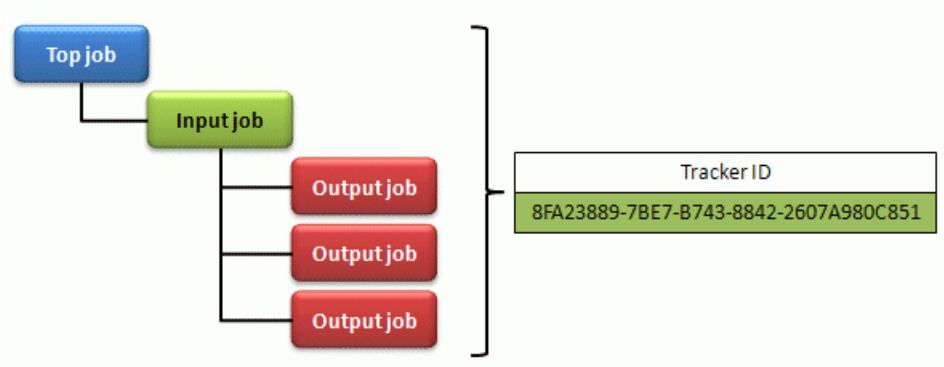 Top job
Input job
Output job
Output job
Output job
Tracker ID
8FA23889-7BE7-B743-8842-2607A980C851